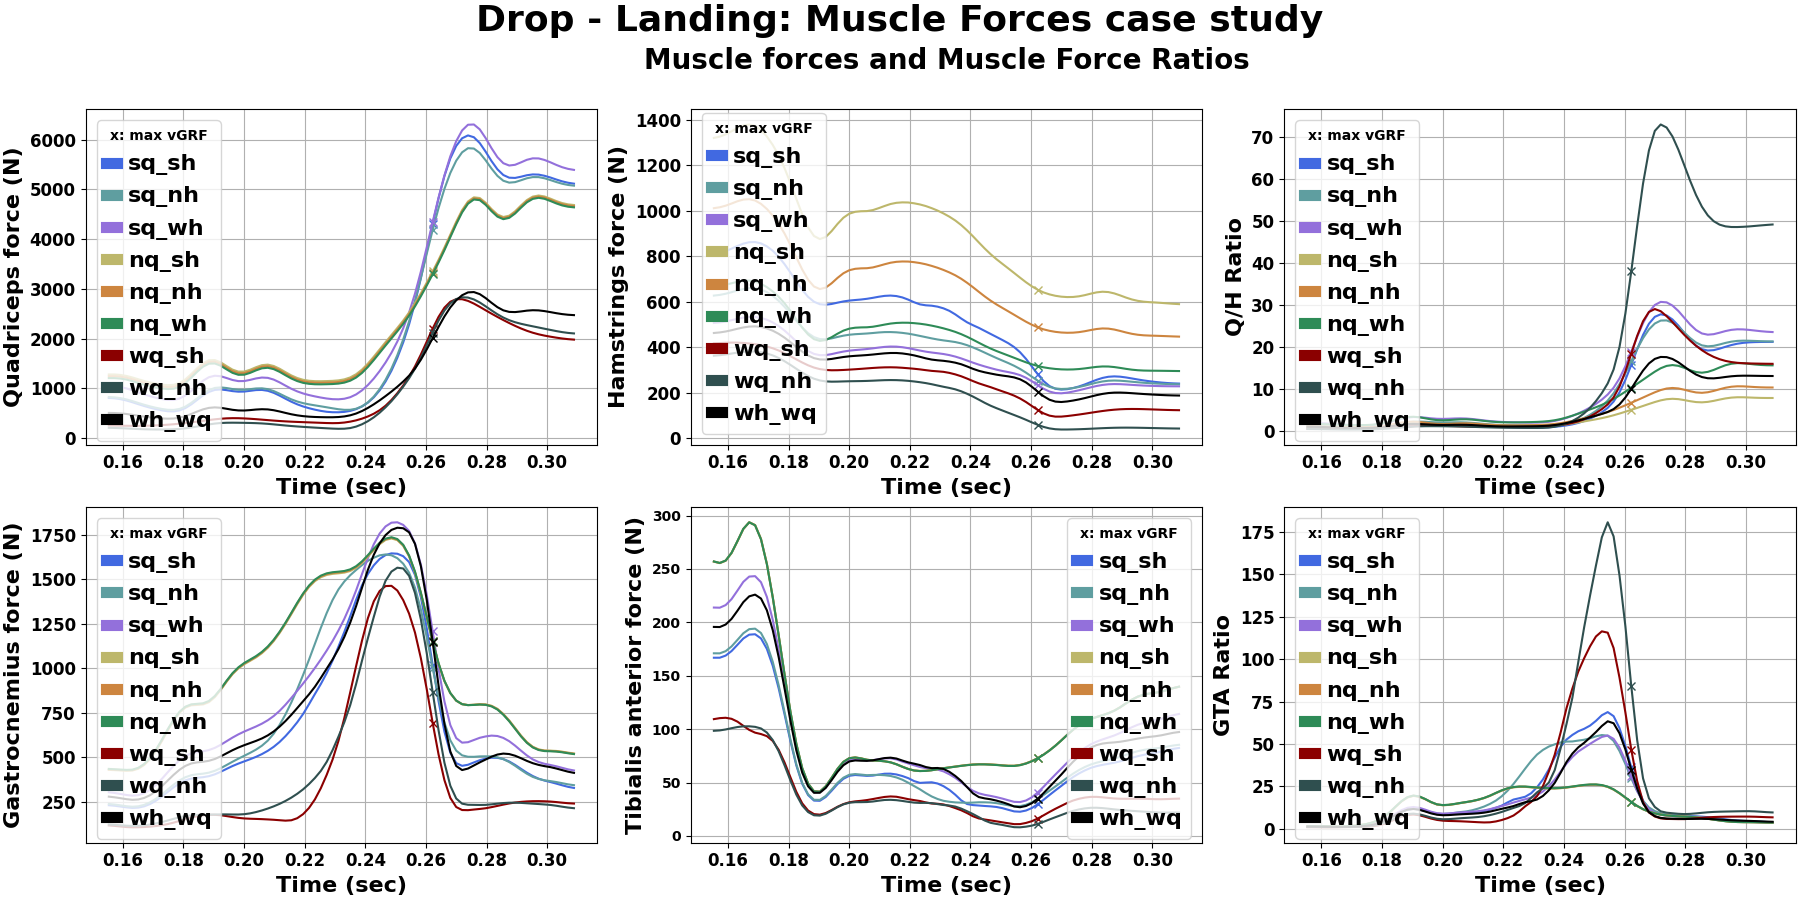 Drop - Landing: Muscle Forces case study
Muscle forces and Muscle Force Ratios
Quadriceps force (N)
6000
5000
4000
3000
2000
1000
0
x: max vGRF
sq_sh
sq_nh
sq_wh
nq_sh
nq_nh
nq_wh
wq_sh
wq_nh
wh_wq
0.16 0.18 0.20 0.22 0.24 0.26 0.28 0.30
Time (sec)
Hamstrings force (N)
1400
1200
1000
800
600
400
200
0
x: max vGRF
sq_sh
sq_nh
sq_wh
nq_sh
nq_nh
nq_wh
wq_sh
wq_nh
wh_wq
0.16 0.18 0.20 0.22 0.24 0.26 0.28 0.30
Time (sec)
Q/H Ratio
70
60
50
40
30
20
10
0
x: max vGRF
sq_sh
sq_nh
sq_wh
nq_sh
nq_nh
nq_wh
wq_sh
wq_nh
wh_wq
0.16 0.18 0.20 0.22 0.24 0.26 0.28 0.30
Time (sec)
Gastrocnemius force (N)
1750
1500
1250
1000
750
500
250
x: max vGRF
sq_sh
sq_nh
sq_wh
nq_sh
nq_nh
nq_wh
wq_sh
wq_nh
wh_wq
0.16 0.18 0.20 0.22 0.24 0.26 0.28 0.30
Time (sec)
Tibialis anterior force (N)
300
250
200
150
100
50
0
x: max vGRF
sq_sh
sq_nh
sq_wh
nq_sh
nq_nh
nq_wh
wq_sh
wq_nh
wh_wq
0.16 0.18 0.20 0.22 0.24 0.26 0.28 0.30
Time (sec)
GTA Ratio
175
150
125
100
75
50
25
0
x: max vGRF
sq_sh
sq_nh
sq_wh
nq_sh
nq_nh
nq_wh
wq_sh
wq_nh
wh_wq
0.16 0.18 0.20 0.22 0.24 0.26 0.28 0.30
Time (sec)